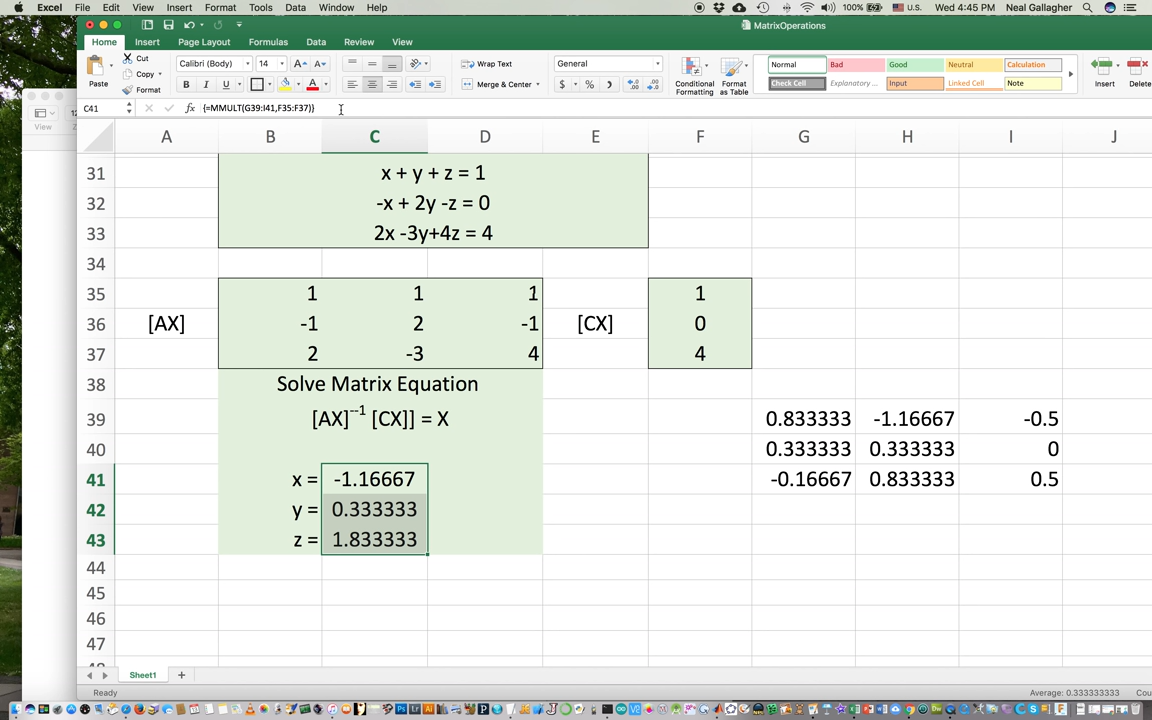 Excel File Edit View Insert Format Tools Data Window Help 100% U.S. Wed 4:45 PM Neal Gallagher
MatrixOperations
Home Insert Page Layout Formulas Data Review View
Paste Cut Copy Format
Calibri (Body) 14
B I U
Wrap Text
Merge & Center
General
$ %
Conditional Formatting
Format as Table
Normal Bad Good Neutral Calculation
Check Cell Explanatory ... Input Linked Cell Note
Insert Delete
View
C41 fx {=MMULT(G39:I41,F35:F37)}
A B C D E F G H I J
31 x + y + z = 1
32 -x + 2y -z = 0
33 2x -3y+4z = 4
34
35 1 1 1 1
36 [AX] -1 2 -1 [CX] 0
37 2 -3 4 4
38 Solve Matrix Equation
39 [AX]--1 [CX]] = X 0.833333 -1.16667 -0.5
40 0.333333 0.333333 0
41 x = -1.16667 -0.16667 0.833333 0.5
42 y = 0.333333
43 z = 1.833333
44
45
46
47
Sheet1 +
Ready Average: 0.333333333 Cou